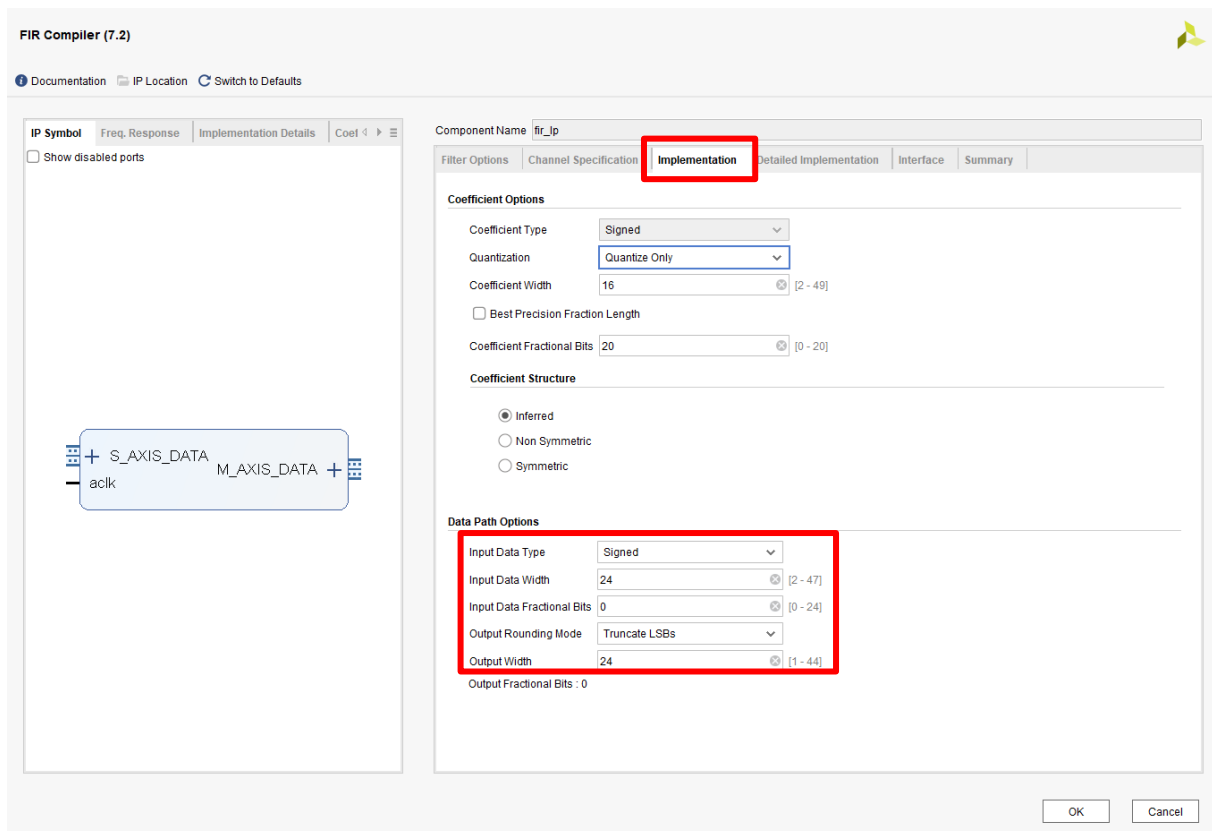 FIR Compiler (7.2)
Documentation IP Location Switch to Defaults
IP Symbol Freq. Response Implementation Details Coef
Show disabled ports
S_AXIS_DATA
M_AXIS_DATA
aclk
Component Name fir_lp
Filter Options Channel Specification Implementation Detailed Implementation Interface Summary
Coefficient Options
Coefficient Type Signed
Quantization Quantize Only
Coefficient Width 16 [2 - 49]
Best Precision Fraction Length
Coefficient Fractional Bits 20 [0 - 20]
Coefficient Structure
Inferred
Non Symmetric
Symmetric
Data Path Options
Input Data Type Signed
Input Data Width 24 [2 - 47]
Input Data Fractional Bits 0 [0 - 24]
Output Rounding Mode Truncate LSBs
Output Width 24 [1 - 44]
Output Fractional Bits : 0
OK Cancel